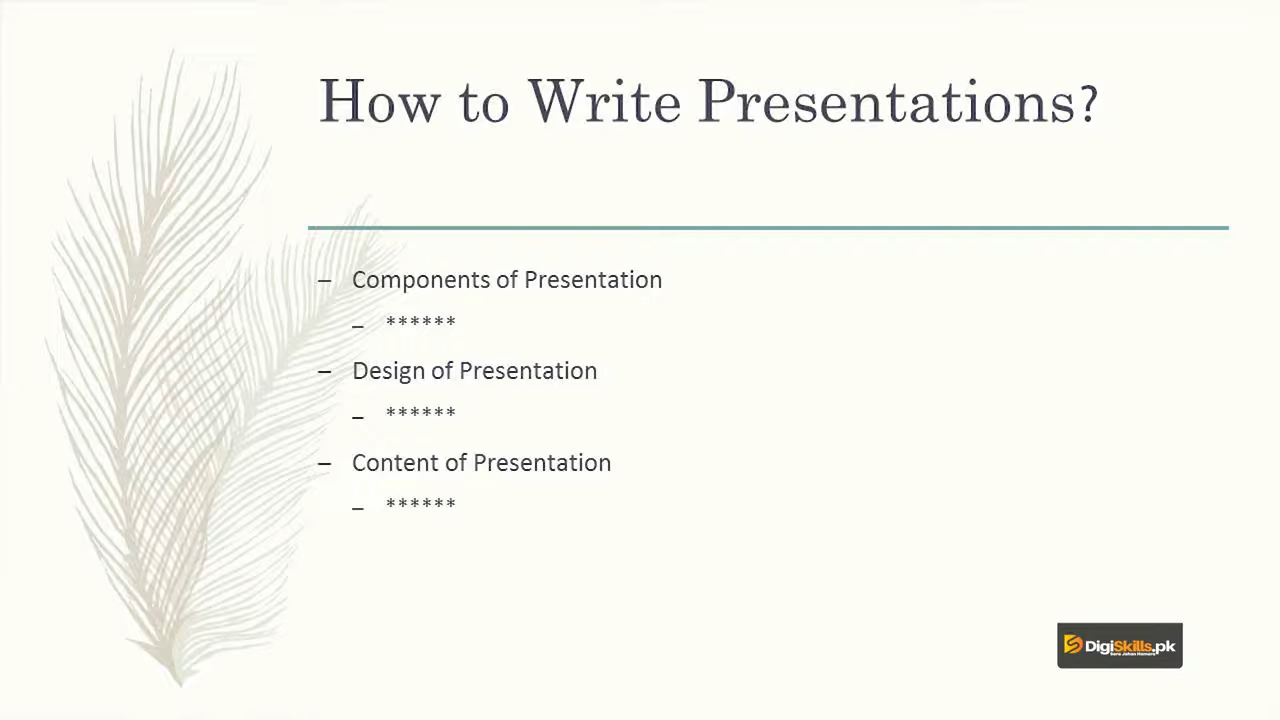 How to Write Presentations?
– Components of Presentation
– ******
– Design of Presentation
– ******
– Content of Presentation
– ******
DigiSkills.pk